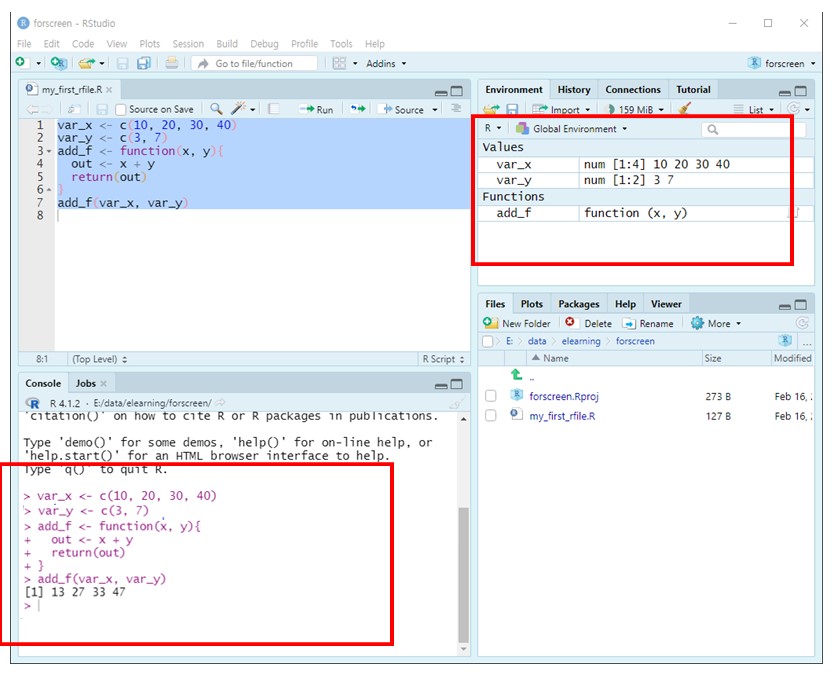 forscreen - RStudio
File Edit Code View Plots Session Build Debug Profile Tools Help
Go to file/function Addins forscreen
my_first_rfile.R
Source on Save Run Source
1 var_x <- c(10, 20, 30, 40)
2 var_y <- c(3, 7)
3 add_f <- function(x, y){
4 out <- x + y
5 return(out)
6 }
7 add_f(var_x, var_y)
8
8:1 (Top Level) R Script
Console Jobs
R 4.1.2 · E:/data/elearning/forscreen/
'citation()' on how to cite R or R packages in publications.
Type 'demo()' for some demos, 'help()' for on-line help, or
'help.start()' for an HTML browser interface to help.
Type 'q()' to quit R.
> var_x <- c(10, 20, 30, 40)
> var_y <- c(3, 7)
> add_f <- function(x, y){
+ out <- x + y
+ return(out)
+ }
> add_f(var_x, var_y)
[1] 13 27 33 47
>
Environment History Connections Tutorial
Import 159 MiB List
R Global Environment
Values
var_x num [1:4] 10 20 30 40
var_y num [1:2] 3 7
Functions
add_f function (x, y)
Files Plots Packages Help Viewer
New Folder Delete Rename More
E: data elearning forscreen ...
Name Size Modified
..
forscreen.Rproj 273 B Feb 16,
my_first_rfile.R 127 B Feb 16,